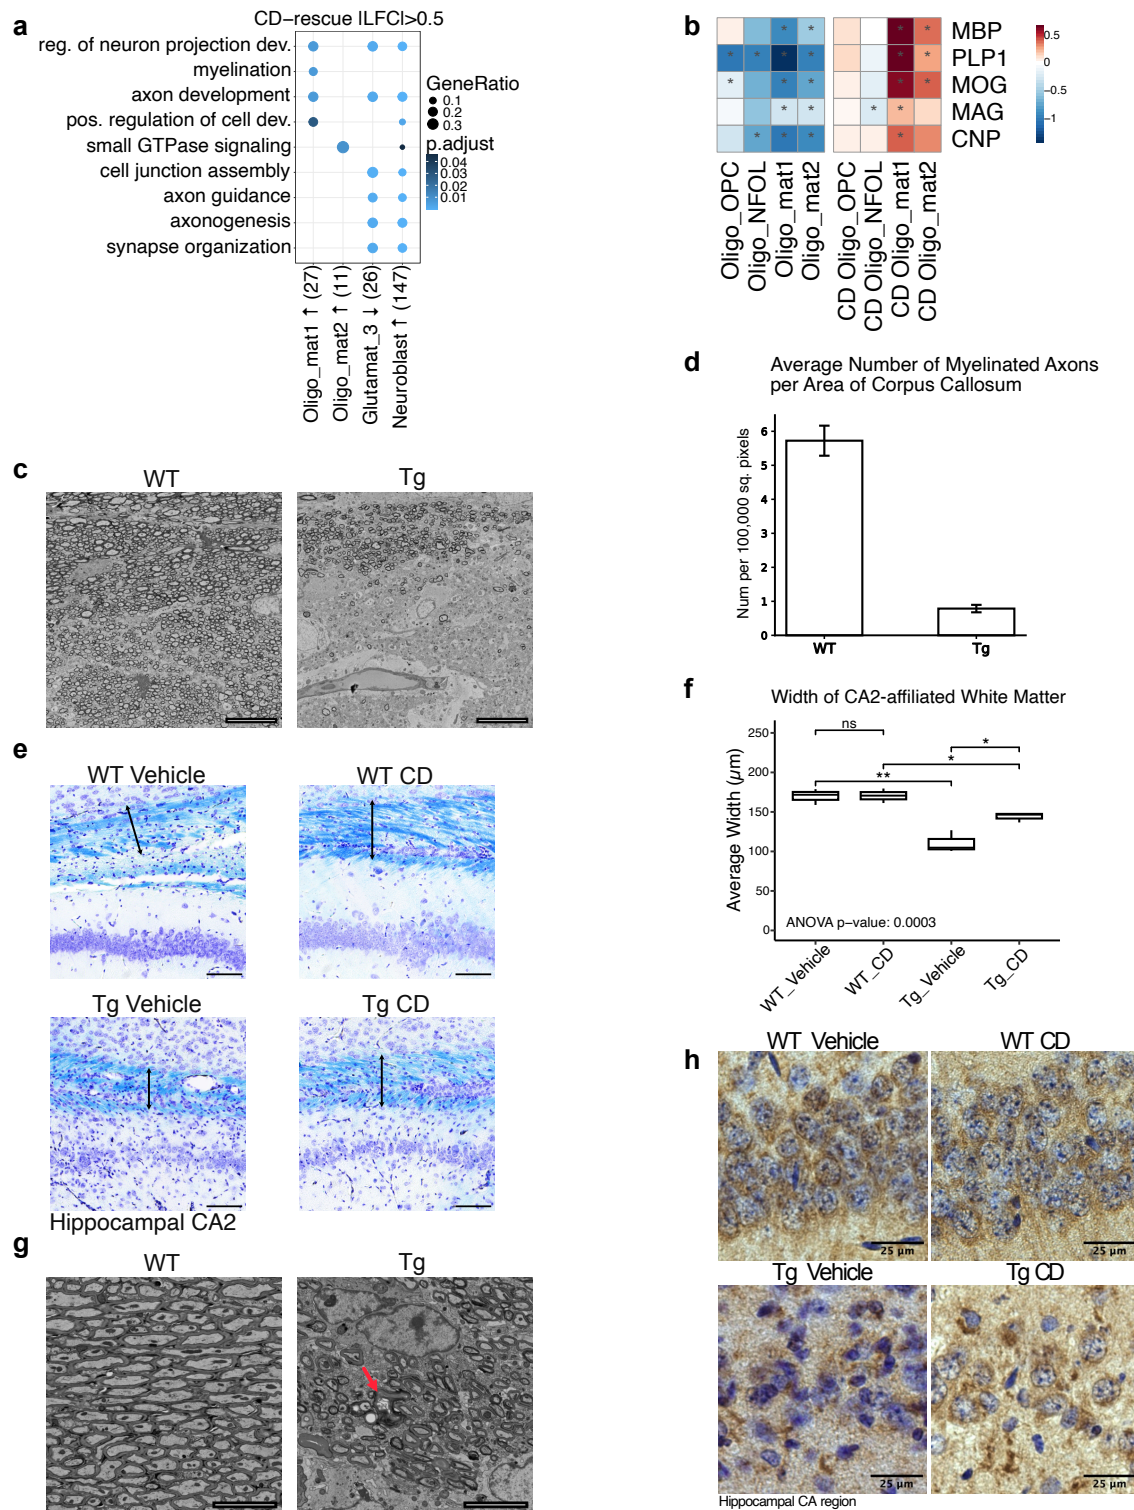 a
CD−rescue |LFC|>0.5
reg. of neuron projection dev.
myelination
axon development
pos. regulation of cell dev.
small GTPase signaling
cell junction assembly
axon guidance
axonogenesis
synapse organization
GeneRatio
0.1
0.2
0.3
p.adjust
0.04
0.03
0.02
0.01
Oligo_mat1 ↑ (27)
Oligo_mat2 ↑ (11)
Glutamat_3 ↓ (26)
Neuroblast ↑ (147)
b
MBP
PLP1
MOG
MAG
CNP
0.5
0
−0.5
−1
Oligo_OPC
Oligo_NFOL
Oligo_mat1
Oligo_mat2
CD Oligo_OPC
CD Oligo_NFOL
CD Oligo_mat1
CD Oligo_mat2
c
WT
Tg
d
Average Number of Myelinated Axons
per Area of Corpus Callosum
Num per 100,000 sq. pixels
6
5
4
3
2
1
0
WT
Tg
e
WT Vehicle
WT CD
Tg Vehicle
Tg CD
Hippocampal CA2
f
Width of CA2-affiliated White Matter
Average Width (µm)
250
200
150
100
50
0
ns
*
*
**
ANOVA p−value: 0.0003
WT_Vehicle
WT_CD
Tg_Vehicle
Tg_CD
g
WT
Tg
h
WT Vehicle
WT CD
25 µm
25 µm
Tg Vehicle
Tg CD
25 µm
25 µm
Hippocampal CA region